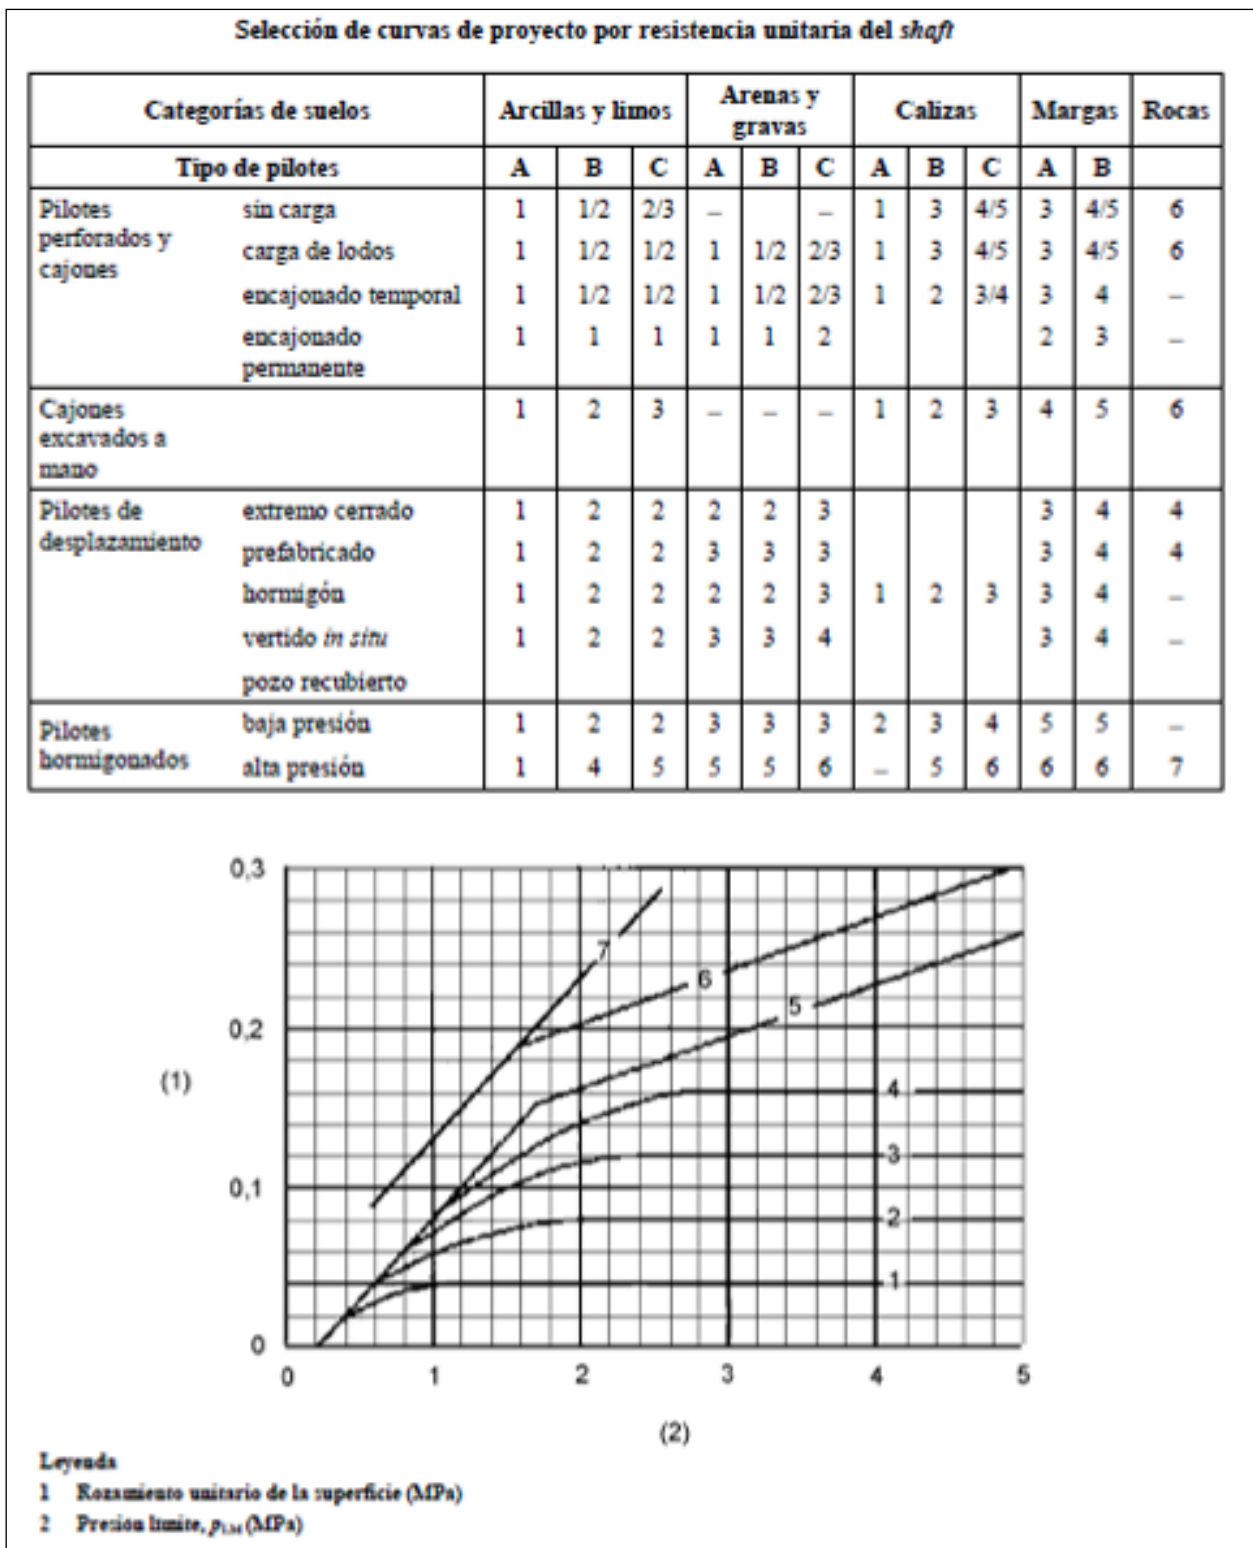 Selección de curvas de proyecto por resistencia unitaria del shaft
Categorías de suelos Arcillas y limos Arenas y gravas Calizas Margas Rocas
Tipo de pilotes A B C A B C A B C A B
Pilotes perforados y cajones sin carga 1 1/2 2/3 – – 1 3 4/5 3 4/5 6
carga de lodos 1 1/2 1/2 1 1/2 2/3 1 3 4/5 3 4/5 6
encajonado temporal 1 1/2 1/2 1 1/2 2/3 1 2 3/4 3 4 –
encajonado permanente 1 1 1 1 1 2 2 3 –
Cajones excavados a mano 1 2 3 – – – 1 2 3 4 5 6
Pilotes de desplazamiento extremo cerrado 1 2 2 2 2 3 3 4 4
prefabricado 1 2 2 3 3 3 3 4 4
hormigón 1 2 2 2 2 3 1 2 3 3 4 –
vertido in situ 1 2 2 3 3 4 3 4 –
pozo recubierto
Pilotes hormigonados baja presión 1 2 2 3 3 3 2 3 4 5 5 –
alta presión 1 4 5 5 5 6 – 5 6 6 6 7
0,3
7
6
5
0,2
(1)
4
3
0,1
2
1
0
0 1 2 3 4 5
(2)
Leyenda
1 Rozamiento unitario de la superficie (MPa)
2 Presion limite, pLM (MPa)